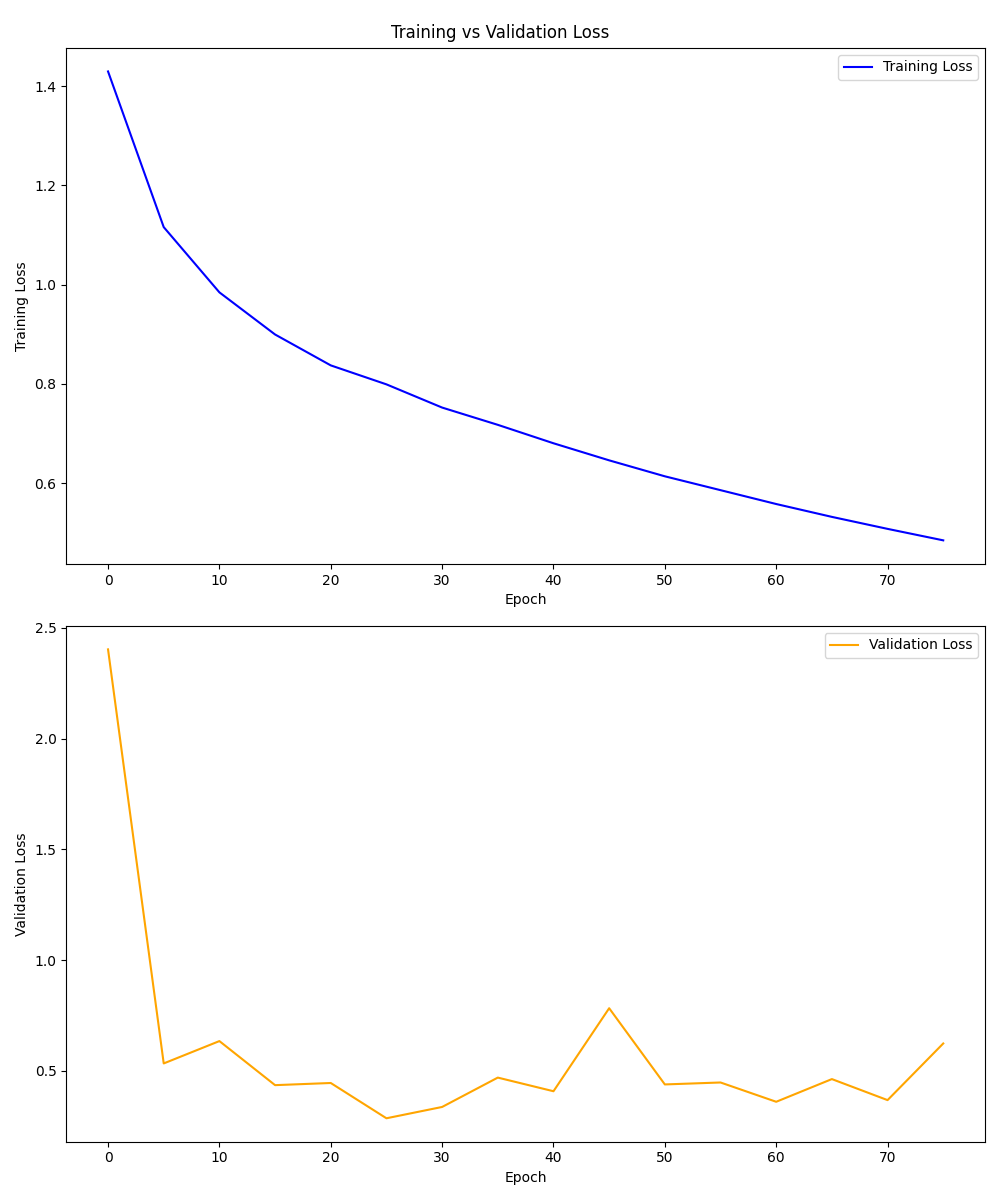 Training vs Validation Loss
Training Loss
1.4
1.2
1.0
0.8
0.6
Training Loss
0 10 20 30 40 50 60 70
Epoch
Validation Loss
2.5
2.0
1.5
1.0
0.5
Validation Loss
0 10 20 30 40 50 60 70
Epoch